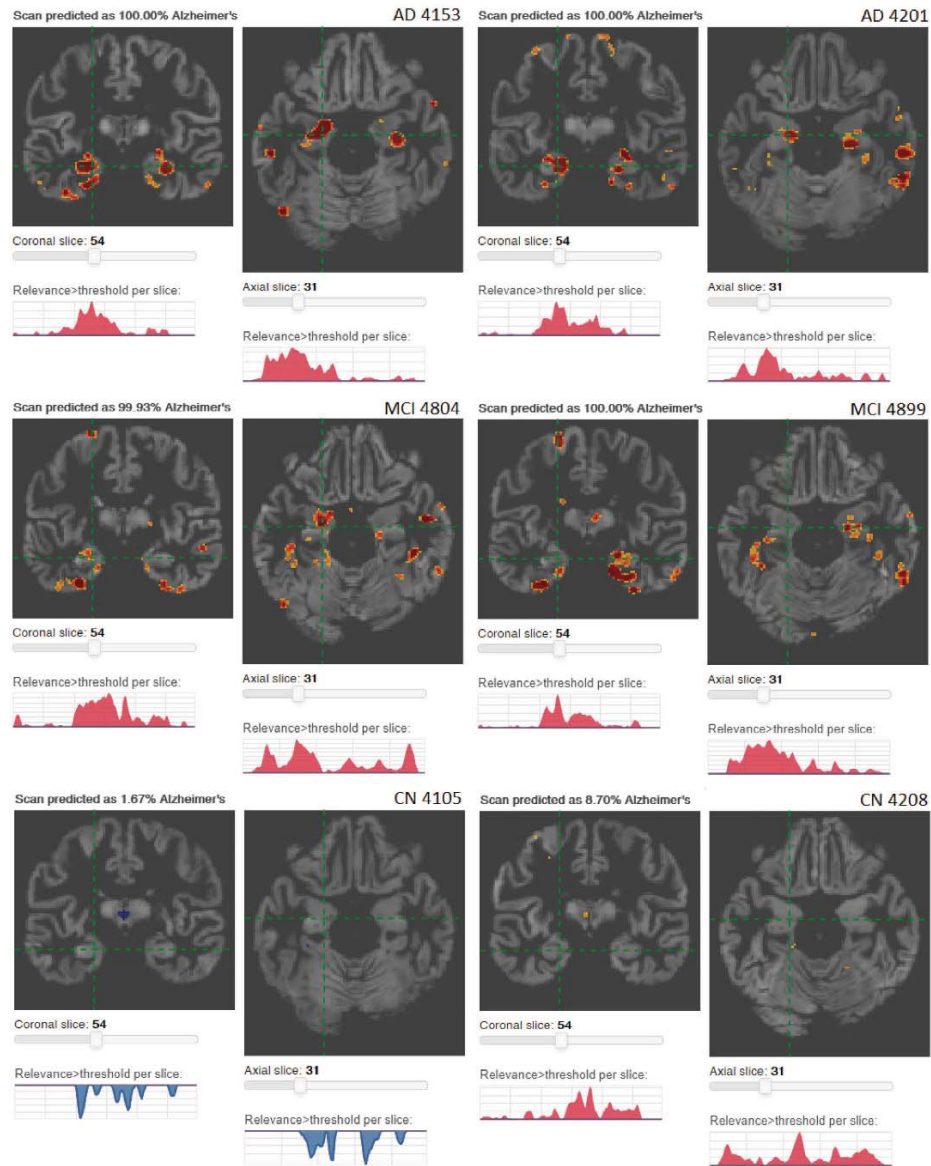 Scan predicted as 100.00% Alzheimer's
AD 4153
Coronal slice: 54
Relevance>threshold per slice:
Axial slice: 31
Relevance>threshold per slice:
Scan predicted as 100.00% Alzheimer's
AD 4201
Coronal slice: 54
Relevance>threshold per slice:
Axial slice: 31
Relevance>threshold per slice:
Scan predicted as 99.93% Alzheimer's
MCI 4804
Coronal slice: 54
Relevance>threshold per slice:
Axial slice: 31
Relevance>threshold per slice:
Scan predicted as 100.00% Alzheimer's
MCI 4899
Coronal slice: 54
Relevance>threshold per slice:
Axial slice: 31
Relevance>threshold per slice:
Scan predicted as 1.67% Alzheimer's
CN 4105
Coronal slice: 54
Relevance>threshold per slice:
Axial slice: 31
Relevance>threshold per slice:
Scan predicted as 8.70% Alzheimer's
CN 4208
Coronal slice: 54
Relevance>threshold per slice:
Axial slice: 31
Relevance>threshold per slice: